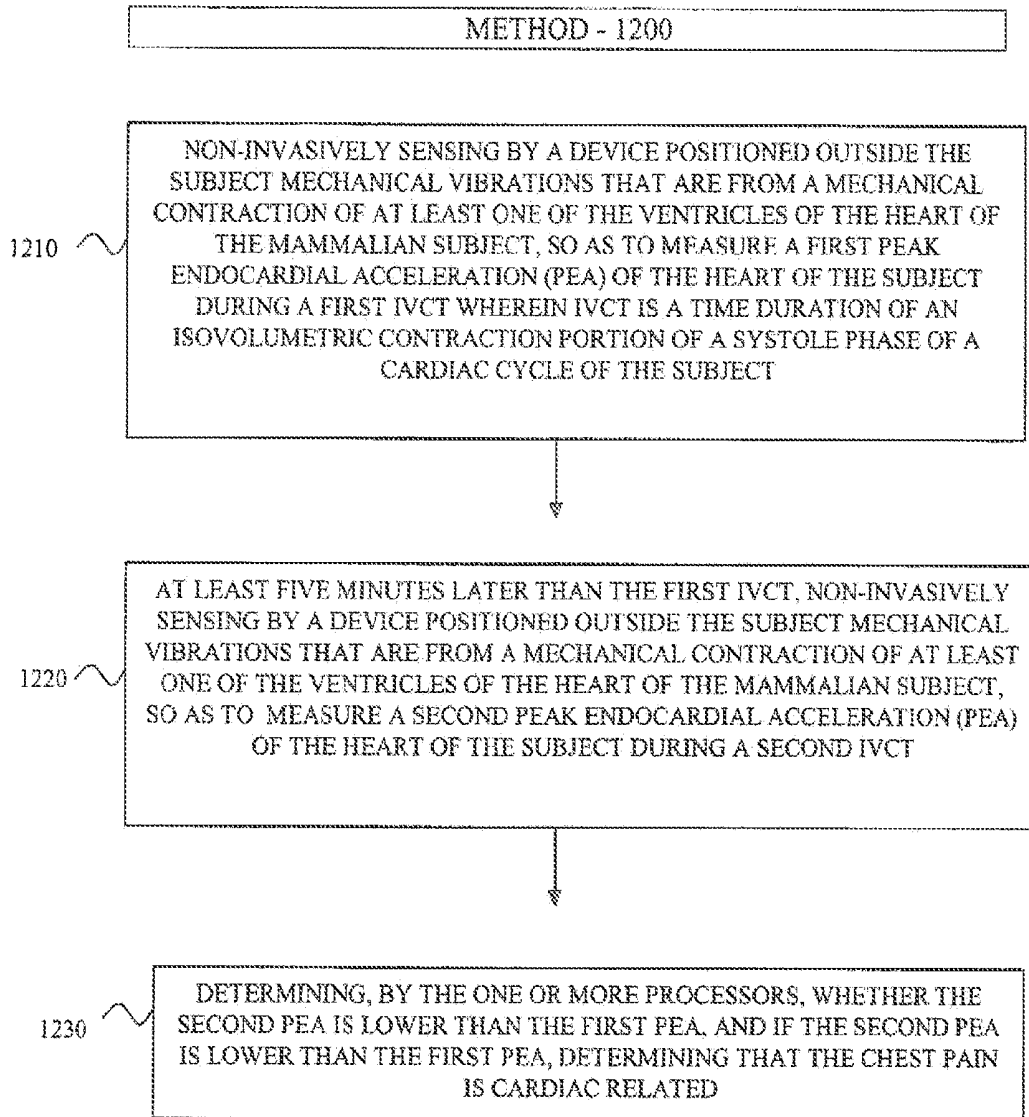 METHOD - 1200
NON-INVASIVELY SENSING BY A DEVICE POSITIONED OUTSIDE THE
SUBJECT MECHANICAL VIBRATIONS THAT ARE FROM A MECHANICAL
CONTRACTION OF AT LEAST ONE OF THE VENTRICLES OF THE HEART OF
THE MAMMALIAN SUBJECT, SO AS TO MEASURE A FIRST PEAK
ENDOCARDIAL ACCELERATION (PEA) OF THE HEART OF THE SUBJECT
DURING A FIRST IVCT WHEREIN IVCT IS A TIME DURATION OF AN
ISOVOLUMETRIC CONTRACTION PORTION OF A SYSTOLE PHASE OF A
CARDIAC CYCLE OF THE SUBJECT
1210
AT LEAST FIVE MINUTES LATER THAN THE FIRST IVCT, NON-INVASIVELY
SENSING BY A DEVICE POSITIONED OUTSIDE THE SUBJECT MECHANICAL
VIBRATIONS THAT ARE FROM A MECHANICAL CONTRACTION OF AT LEAST
ONE OF THE VENTRICLES OF THE HEART OF THE MAMMALIAN SUBJECT,
SO AS TO MEASURE A SECOND PEAK ENDOCARDIAL ACCELERATION (PEA)
OF THE HEART OF THE SUBJECT DURING A SECOND IVCT
1220
DETERMINING, BY THE ONE OR MORE PROCESSORS, WHETHER THE
SECOND PEA IS LOWER THAN THE FIRST PEA, AND IF THE SECOND PEA
IS LOWER THAN THE FIRST PEA, DETERMINING THAT THE CHEST PAIN
IS CARDIAC RELATED
1230